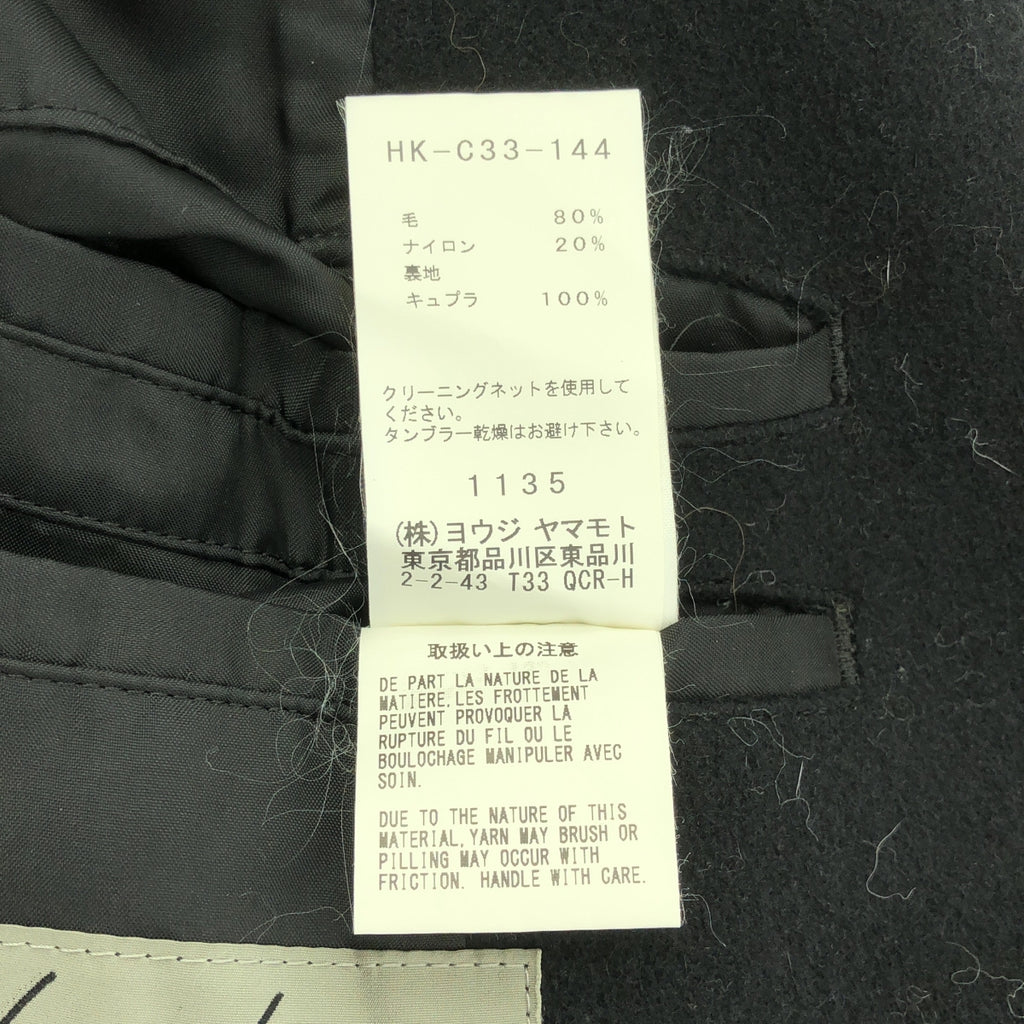 HK-C33-144
毛 80%
ナイロン 20%
裏地
キュプラ 100%
クリーニングネットを使用して
ください。
タンブラー乾燥はお避け下さい。
1135
(株)ヨウジ ヤマモト
東京都品川区東品川
2-2-43 T33 QCR-H
取扱い上の注意
DE PART LA NATURE DE LA
MATIERE,LES FROTTEMENT
PEUVENT PROVOQUER LA
RUPTURE DU FIL OU LE
BOULOCHAGE MANIPULER AVEC
SOIN.
DUE TO THE NATURE OF THIS
MATERIAL,YARN MAY BRUSH OR
PILLING MAY OCCUR WITH
FRICTION. HANDLE WITH CARE.